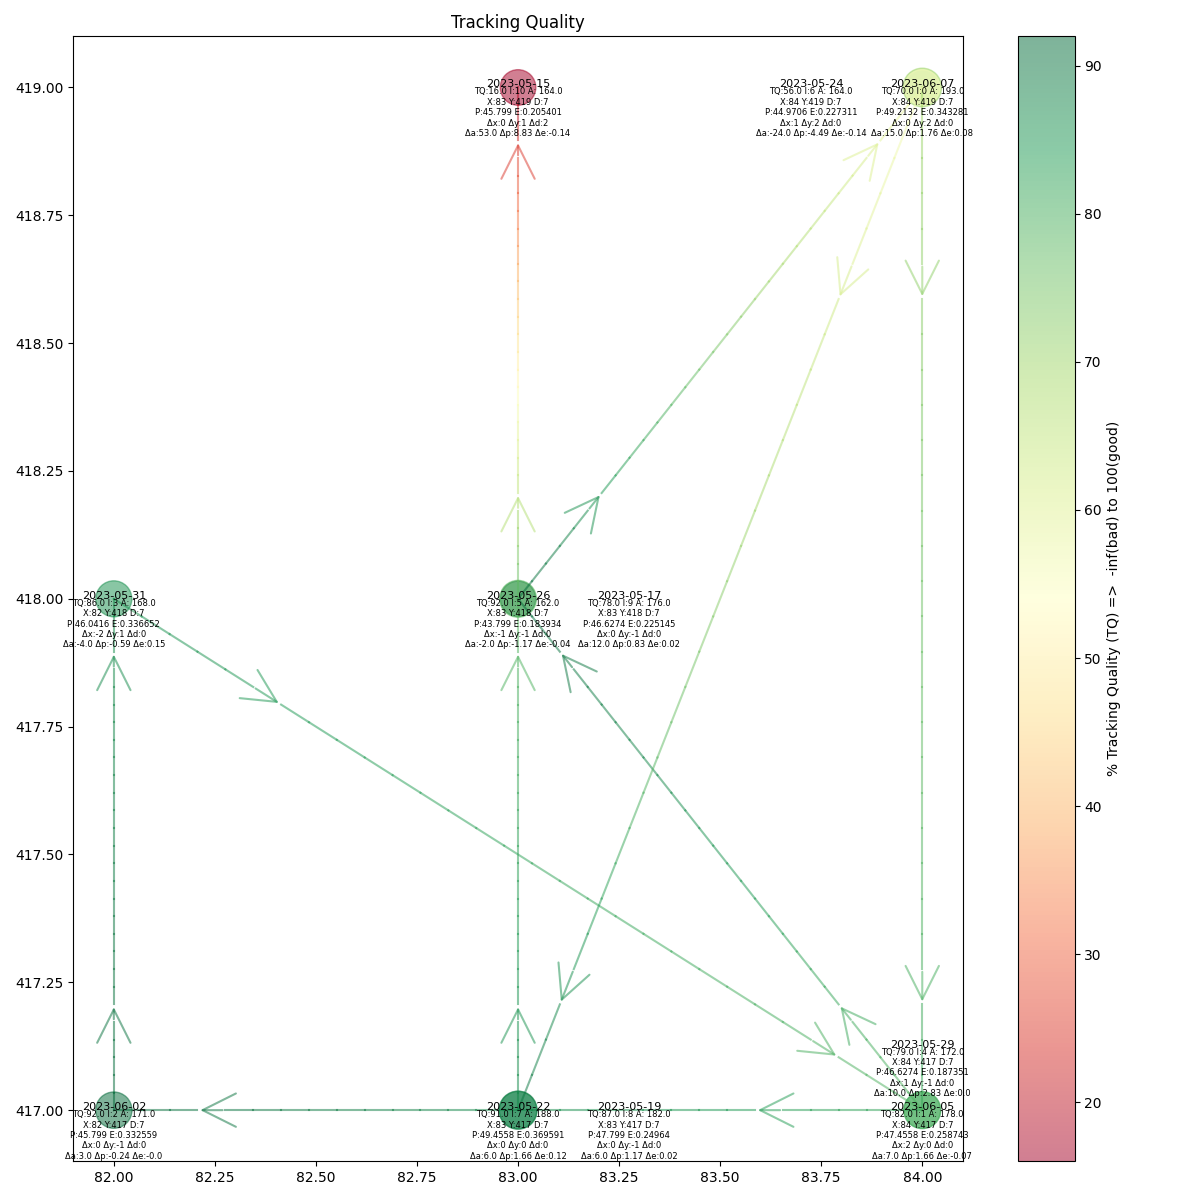 Tracking Quality
419.00
418.75
418.50
418.25
418.00
417.75
417.50
417.25
417.00
82.00
82.25
82.50
82.75
83.00
83.25
83.50
83.75
84.00
2023-05-15
TQ:16.0 I:10 A: 164.0
X:83 Y:419 D:7
P:45.799 E:0.205401
Δx:0 Δy:1 Δd:2
Δa:53.0 Δp:8.83 Δe:-0.14
2023-05-24
TQ:56.0 I:6 A: 164.0
X:84 Y:419 D:7
P:44.9706 E:0.227311
Δx:1 Δy:2 Δd:0
Δa:-24.0 Δp:-4.49 Δe:-0.14
2023-06-07
TQ:70.0 I:0 A: 193.0
X:84 Y:419 D:7
P:49.2132 E:0.343281
Δx:0 Δy:2 Δd:0
Δa:15.0 Δp:1.76 Δe:0.08
2023-05-31
TQ:86.0 I:3 A: 168.0
X:82 Y:418 D:7
P:46.0416 E:0.336652
Δx:-2 Δy:1 Δd:0
Δa:-4.0 Δp:-0.59 Δe:0.15
2023-05-26
TQ:92.0 I:5 A: 162.0
X:83 Y:418 D:7
P:43.799 E:0.183934
Δx:-1 Δy:-1 Δd:0
Δa:-2.0 Δp:-1.17 Δe:-0.04
2023-05-17
TQ:78.0 I:9 A: 176.0
X:83 Y:418 D:7
P:46.6274 E:0.225145
Δx:0 Δy:-1 Δd:0
Δa:12.0 Δp:0.83 Δe:0.02
2023-05-29
TQ:79.0 I:4 A: 172.0
X:84 Y:417 D:7
P:46.6274 E:0.187351
Δx:1 Δy:-1 Δd:0
Δa:10.0 Δp:2.83 Δe:0.0
2023-06-02
TQ:92.0 I:2 A: 171.0
X:82 Y:417 D:7
P:45.799 E:0.332559
Δx:0 Δy:-1 Δd:0
Δa:3.0 Δp:-0.24 Δe:-0.0
2023-05-22
TQ:91.0 I:7 A: 188.0
X:83 Y:417 D:7
P:49.4558 E:0.369591
Δx:0 Δy:0 Δd:0
Δa:6.0 Δp:1.66 Δe:0.12
2023-05-19
TQ:87.0 I:8 A: 182.0
X:83 Y:417 D:7
P:47.799 E:0.24964
Δx:0 Δy:-1 Δd:0
Δa:6.0 Δp:1.17 Δe:0.02
2023-06-05
TQ:82.0 I:1 A: 178.0
X:84 Y:417 D:7
P:47.4558 E:0.258743
Δx:2 Δy:0 Δd:0
Δa:7.0 Δp:1.66 Δe:-0.07
90
80
70
60
50
40
30
20
% Tracking Quality (TQ) => -inf(bad) to 100(good)